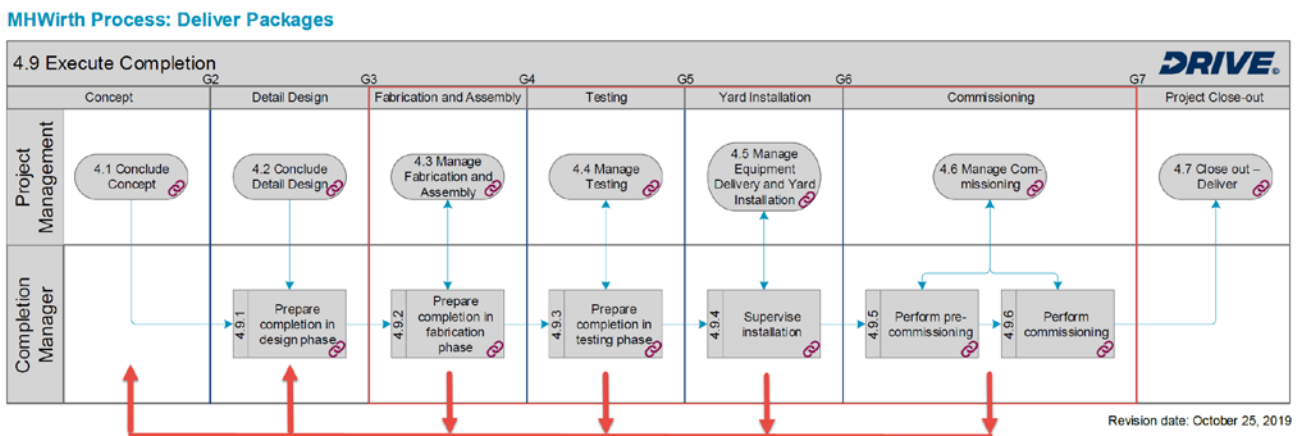 MHWirth Process: Deliver Packages
4.9 Execute Completion
DRIVE©
G2
G3
G4
G5
G6
G7
Concept
Detail Design
Fabrication and Assembly
Testing
Yard Installation
Commissioning
Project Close-out
Project
Management
4.1 Conclude
Concept
4.2 Conclude
Detail Design
4.3 Manage
Fabrication and
Assembly
4.4 Manage
Testing
4.5 Manage
Equipment
Delivery and Yard
Installation
4.6 Manage Com-
missioning
4.7 Close out –
Deliver
Completion
Manager
4.9.1
Prepare
completion in
design phase
4.9.2
Prepare
completion in
fabrication
phase
4.9.3
Prepare
completion in
testing phase
4.9.4
Supervise
installation
4.9.5
Perform pre-
commissioning
4.9.6
Perform
commissioning
Revision date: October 25, 2019